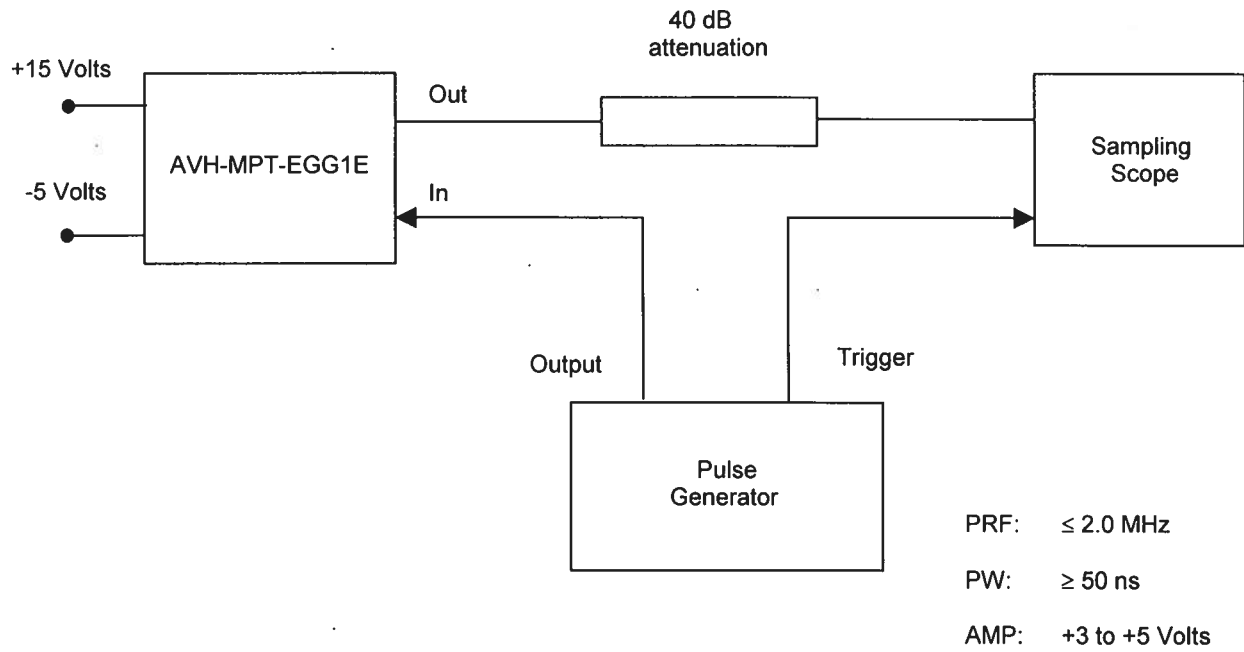 40 dB
attenuation
+15 Volts
Out
AVH-MPT-EGG1E
Sampling
Scope
-5 Volts
In
Output
Trigger
Pulse
Generator
PRF: ≤ 2.0 MHz
PW: ≥ 50 ns
AMP: +3 to +5 Volts